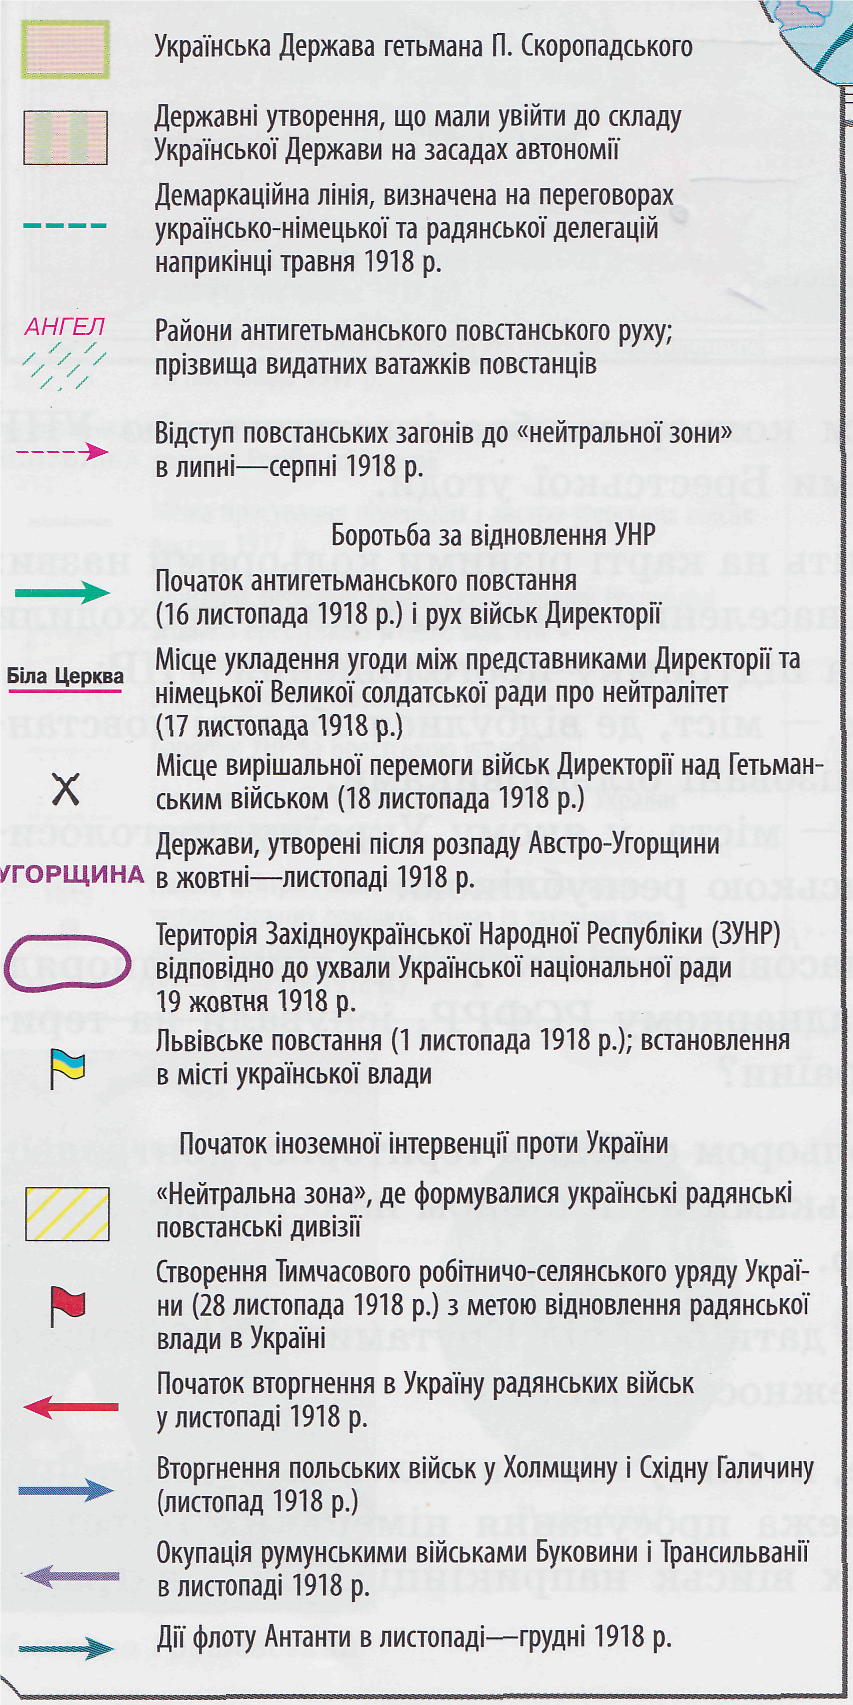 Українська Держава гетьмана П. Скоропадського
Державні утворення, що мали увійти до складу
Української Держави на засадах автономії
Демаркаційна лінія, визначена на переговорах
українсько-німецької та радянської делегацій
наприкінці травня 1918 р.
АНГЕЛ
Райони антигетьманського повстанського руху;
прізвища видатних ватажків повстанців
Відступ повстанських загонів до «нейтральної зони»
в липні—серпні 1918 р.
Боротьба за відновлення УНР
Початок антигетьманського повстання
(16 листопада 1918 р.) і рух військ Директорії
Біла Церква
Місце укладення угоди між представниками Директорії та
німецької Великої солдатської ради про нейтралітет
(17 листопада 1918 р.)
Місце вирішальної перемоги військ Директорії над Гетьман-
ським військом (18 листопада 1918 р.)
УГОРЩИНА
Держави, утворені після розпаду Австро-Угорщини
в жовтні—листопаді 1918 р.
Територія Західноукраїнської Народної Республіки (ЗУНР)
відповідно до ухвали Української національної ради
19 жовтня 1918 р.
Львівське повстання (1 листопада 1918 р.); встановлення
в місті української влади
Початок іноземної інтервенції проти України
«Нейтральна зона», де формувалися українські радянські
повстанські дивізії
Створення Тимчасового робітничо-селянського уряду Украї-
ни (28 листопада 1918 р.) з метою відновлення радянської
влади в Україні
Початок вторгнення в Україну радянських військ
у листопаді 1918 р.
Вторгнення польських військ у Холмщину і Східну Галичину
(листопад 1918 р.)
Окупація румунськими військами Буковини і Трансильванії
в листопаді 1918 р.
Дії флоту Антанти в листопаді—грудні 1918 р.